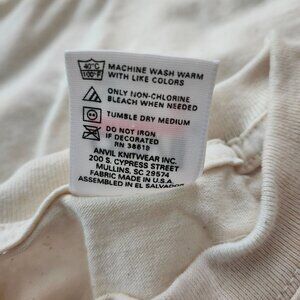 40°C
100°F
MACHINE WASH WARM
WITH LIKE COLORS
ONLY NON-CHLORINE
BLEACH WHEN NEEDED
TUMBLE DRY MEDIUM
DO NOT IRON
IF DECORATED
RN 38619
ANVIL KNITWEAR INC.
200 S. CYPRESS STREET
MULLINS, SC 29574
FABRIC MADE IN U.S.A.
ASSEMBLED IN EL SALVADOR